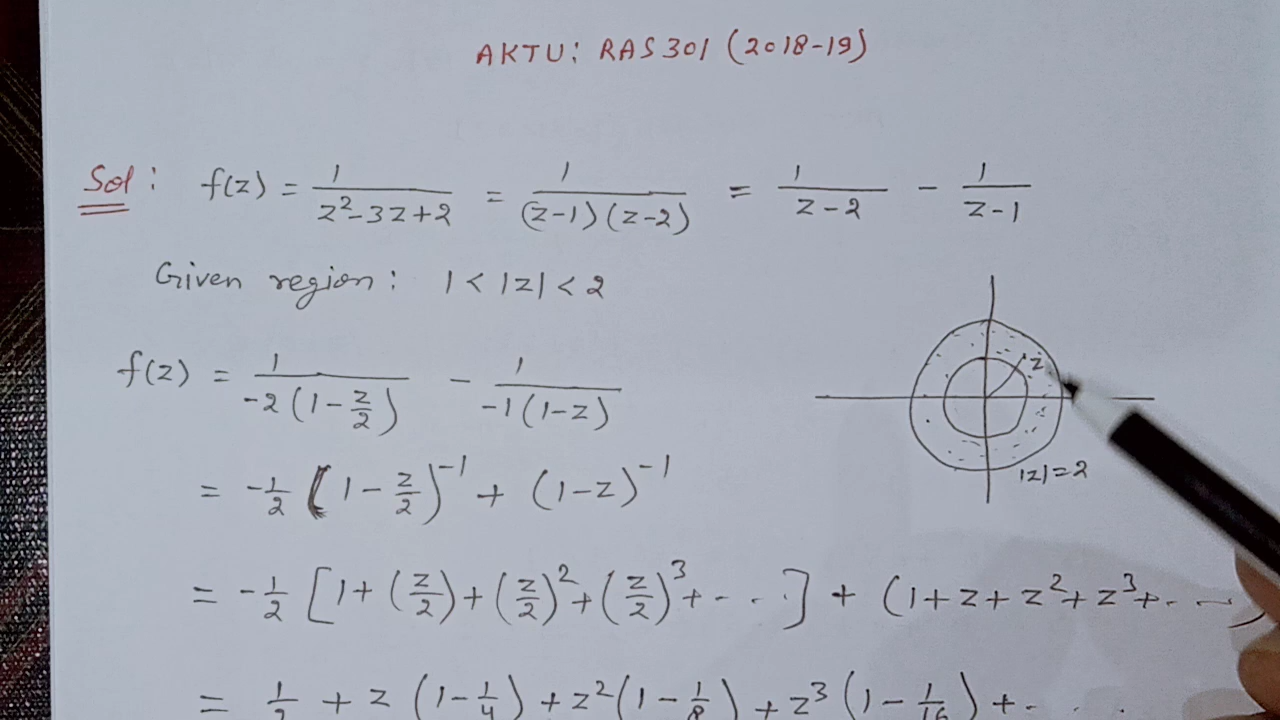 AKTU: RAS301 (2018-19)
Sol: f(z) = 1/(z²-3z+2) = 1/((z-1)(z-2)) = 1/(z-2) - 1/(z-1)
Given region: 1 < |z| < 2
f(z) = 1/(-2(1-z/2)) - 1/(-1(1-z))
z
= -1/2 (1-z/2)⁻¹ + (1-z)⁻¹
|z|=2
= -1/2 [1+(z/2)+(z/2)²+(z/2)³+...] + (1+z+z²+z³+...)
= 1/2 + z(1-1/4) + z²(1-1/8) + z³(1-1/16) + ....